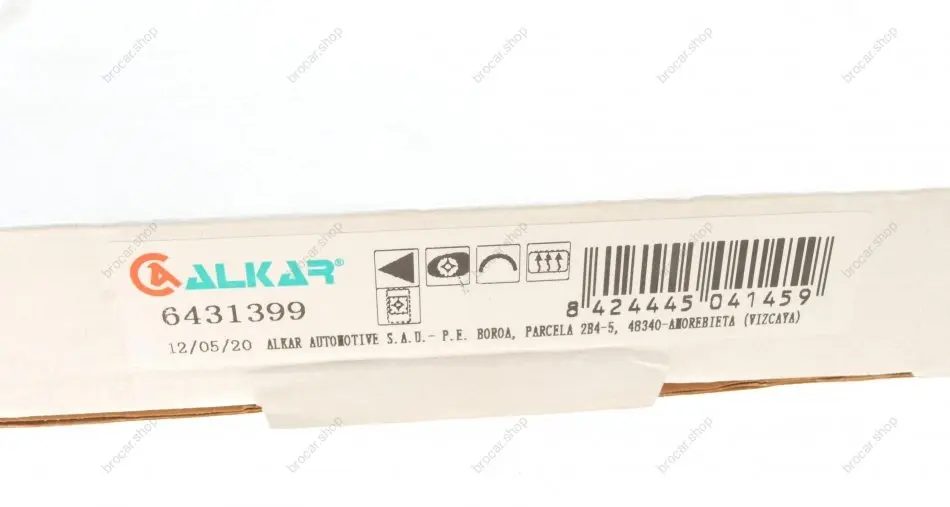 ALKAR®
6431399
8 424445 041459
12/05/20 ALKAR AUTOMOTIVE S.A.U.- P.E. BOROA, PARCELA 2B4-5, 48340-AMOREBIETA (VIZCAYA)
brocar.shop